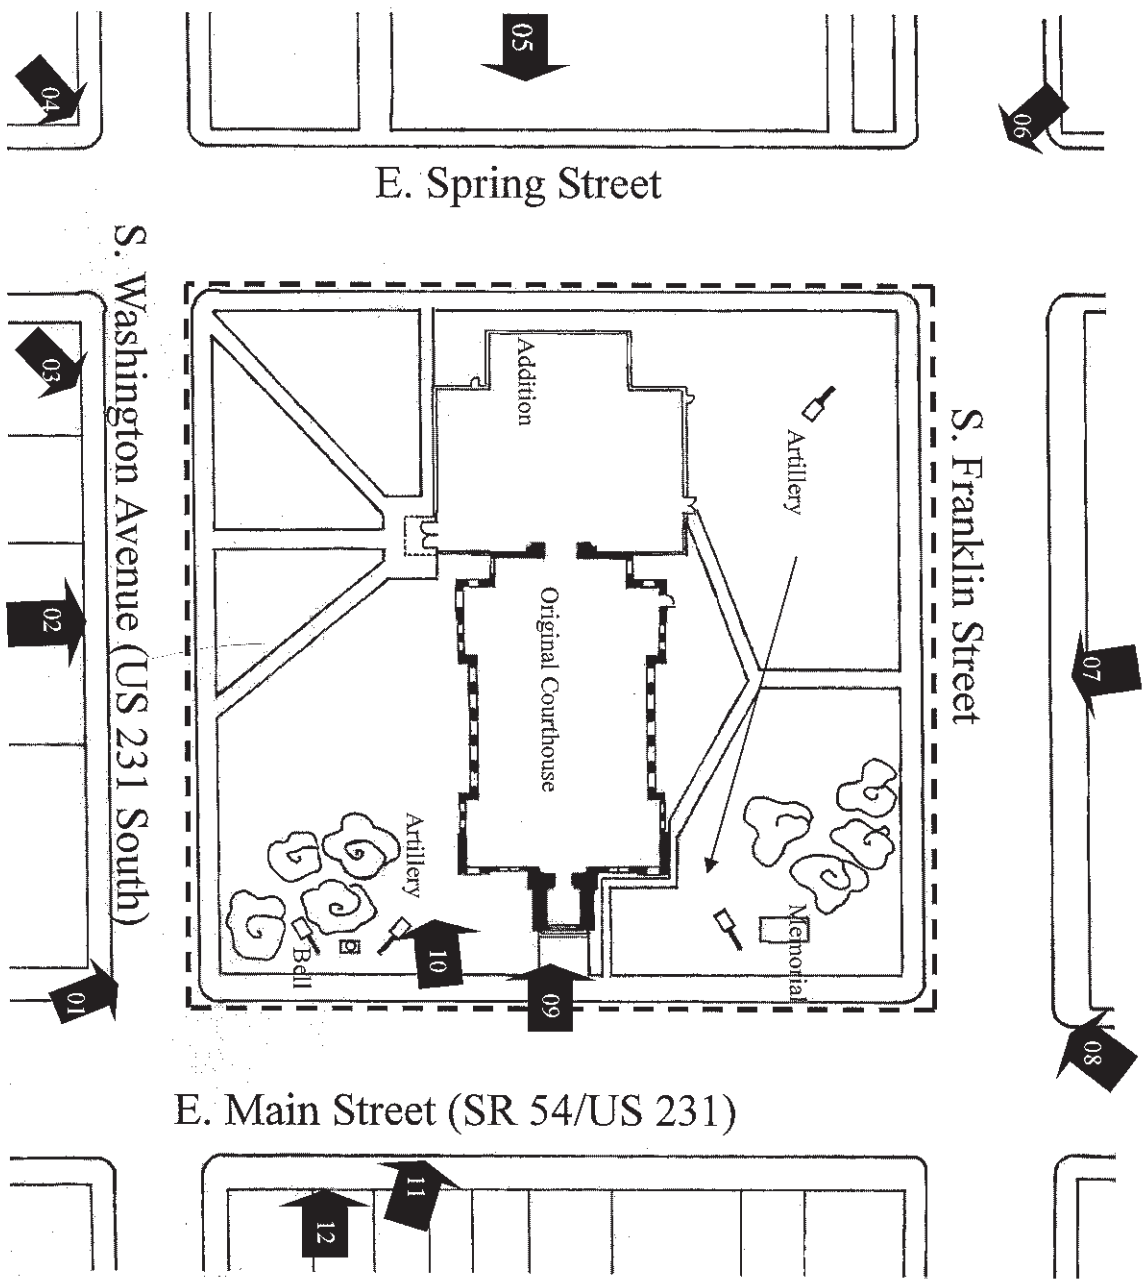 05
04
06
E. Spring Street
S. Washington Avenue (US 231 South)
S. Franklin Street
03
Addition
Artillery
02
Original Courthouse
07
Artillery
Memorial
Bell
10
01
09
08
E. Main Street (SR 54/US 231)
11
12